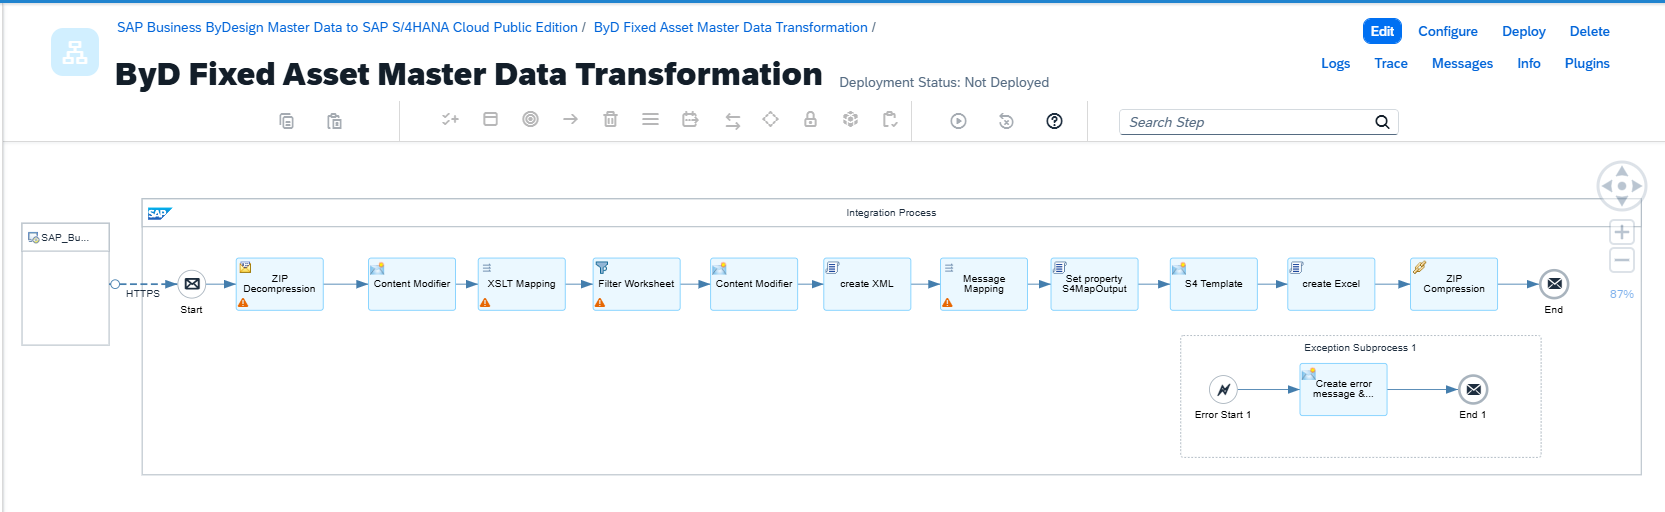 SAP Business ByDesign Master Data to SAP S/4HANA Cloud Public Edition / ByD Fixed Asset Master Data Transformation /
ByD Fixed Asset Master Data Transformation
Deployment Status: Not Deployed
Edit Configure Deploy Delete
Logs Trace Messages Info Plugins
Search Step
SAP
Integration Process
SAP_Bu...
HTTPS
Start
ZIP
Decompression
Content Modifier
XSLT Mapping
Filter Worksheet
Content Modifier
create XML
Message
Mapping
Set property
S4MapOutput
S4 Template
create Excel
ZIP
Compression
End
87%
Exception Subprocess 1
Error Start 1
Create error
message &...
End 1